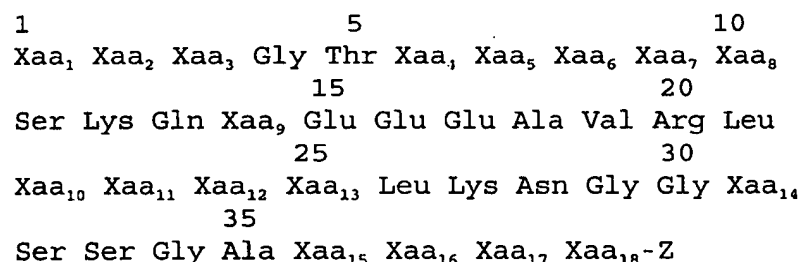 1 5 10
Xaa₁ Xaa₂ Xaa₃ Gly Thr Xaa₄ Xaa₅ Xaa₆ Xaa₇ Xaa₈
15 20
Ser Lys Gln Xaa₉ Glu Glu Glu Ala Val Arg Leu
25 30
Xaa₁₀ Xaa₁₁ Xaa₁₂ Xaa₁₃ Leu Lys Asn Gly Gly Xaa₁₄
35
Ser Ser Gly Ala Xaa₁₅ Xaa₁₆ Xaa₁₇ Xaa₁₈-Z